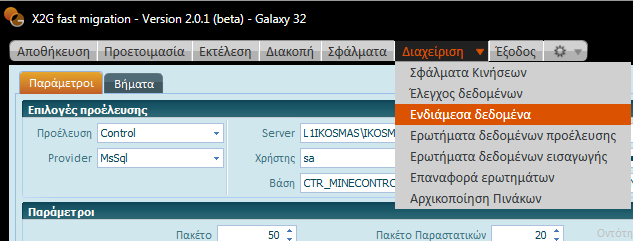 X2G fast migration - Version 2.0.1 (beta) - Galaxy 32
Αποθήκευση Προετοιμασία Εκτέλεση Διακοπή Σφάλματα Διαχείριση Έξοδος
Σφάλματα Κινήσεων
Έλεγχος δεδομένων
Ενδιάμεσα δεδομένα
Ερωτήματα δεδομένων προέλευσης
Ερωτήματα δεδομένων εισαγωγής
Επαναφορά ερωτημάτων
Αρχικοποίηση Πινάκων
Παράμετροι Βήματα
Επιλογές προέλευσης
Προέλευση Control Server L1IKOSMAS\IKOSM
Provider MsSql Χρήστης sa
Βάση CTR_MINECONTRO
Παράμετροι
Πακέτο 50 Πακέτο Παραστατικών 20 Οντότη